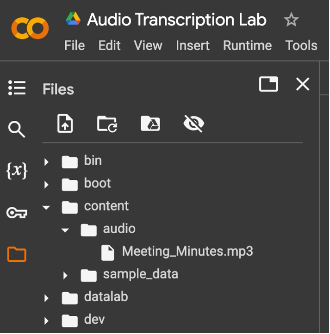 Audio Transcription Lab
File Edit View Insert Runtime Tools
Files
{x}
bin
boot
content
audio
Meeting_Minutes.mp3
sample_data
datalab
dev